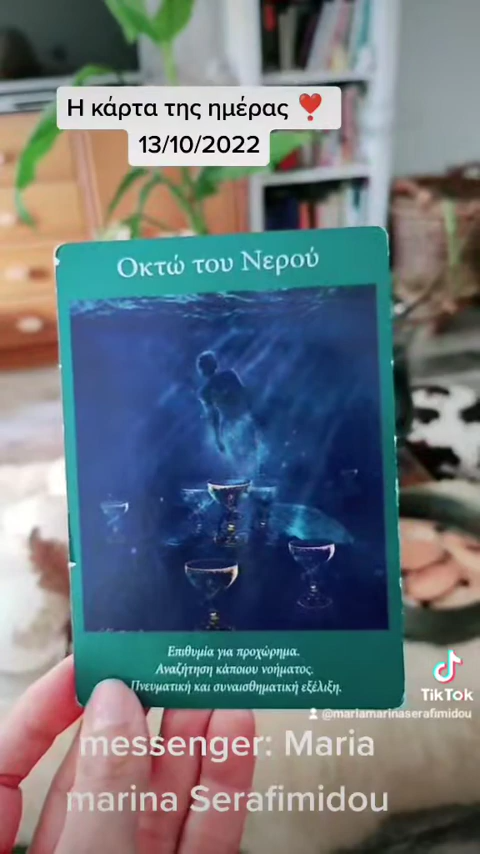 Η κάρτα της ημέρας ❣️
13/10/2022
Οκτώ του Νερού
Επιθυμία για προχώρημα.
Αναζήτηση κάποιου νοήματος.
Πνευματική και συναισθηματική εξέλιξη.
TikTok
@mariamarinaserafimidou
messenger: Maria
marina Serafimidou